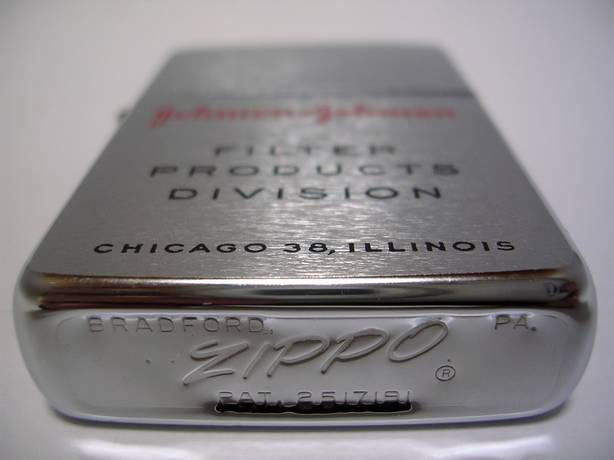 Johnson & Johnson
FILTER
PRODUCTS
DIVISION
CHICAGO 38, ILLINOIS
BRADFORD, PA.
ZIPPO ®
PAT. 2517191